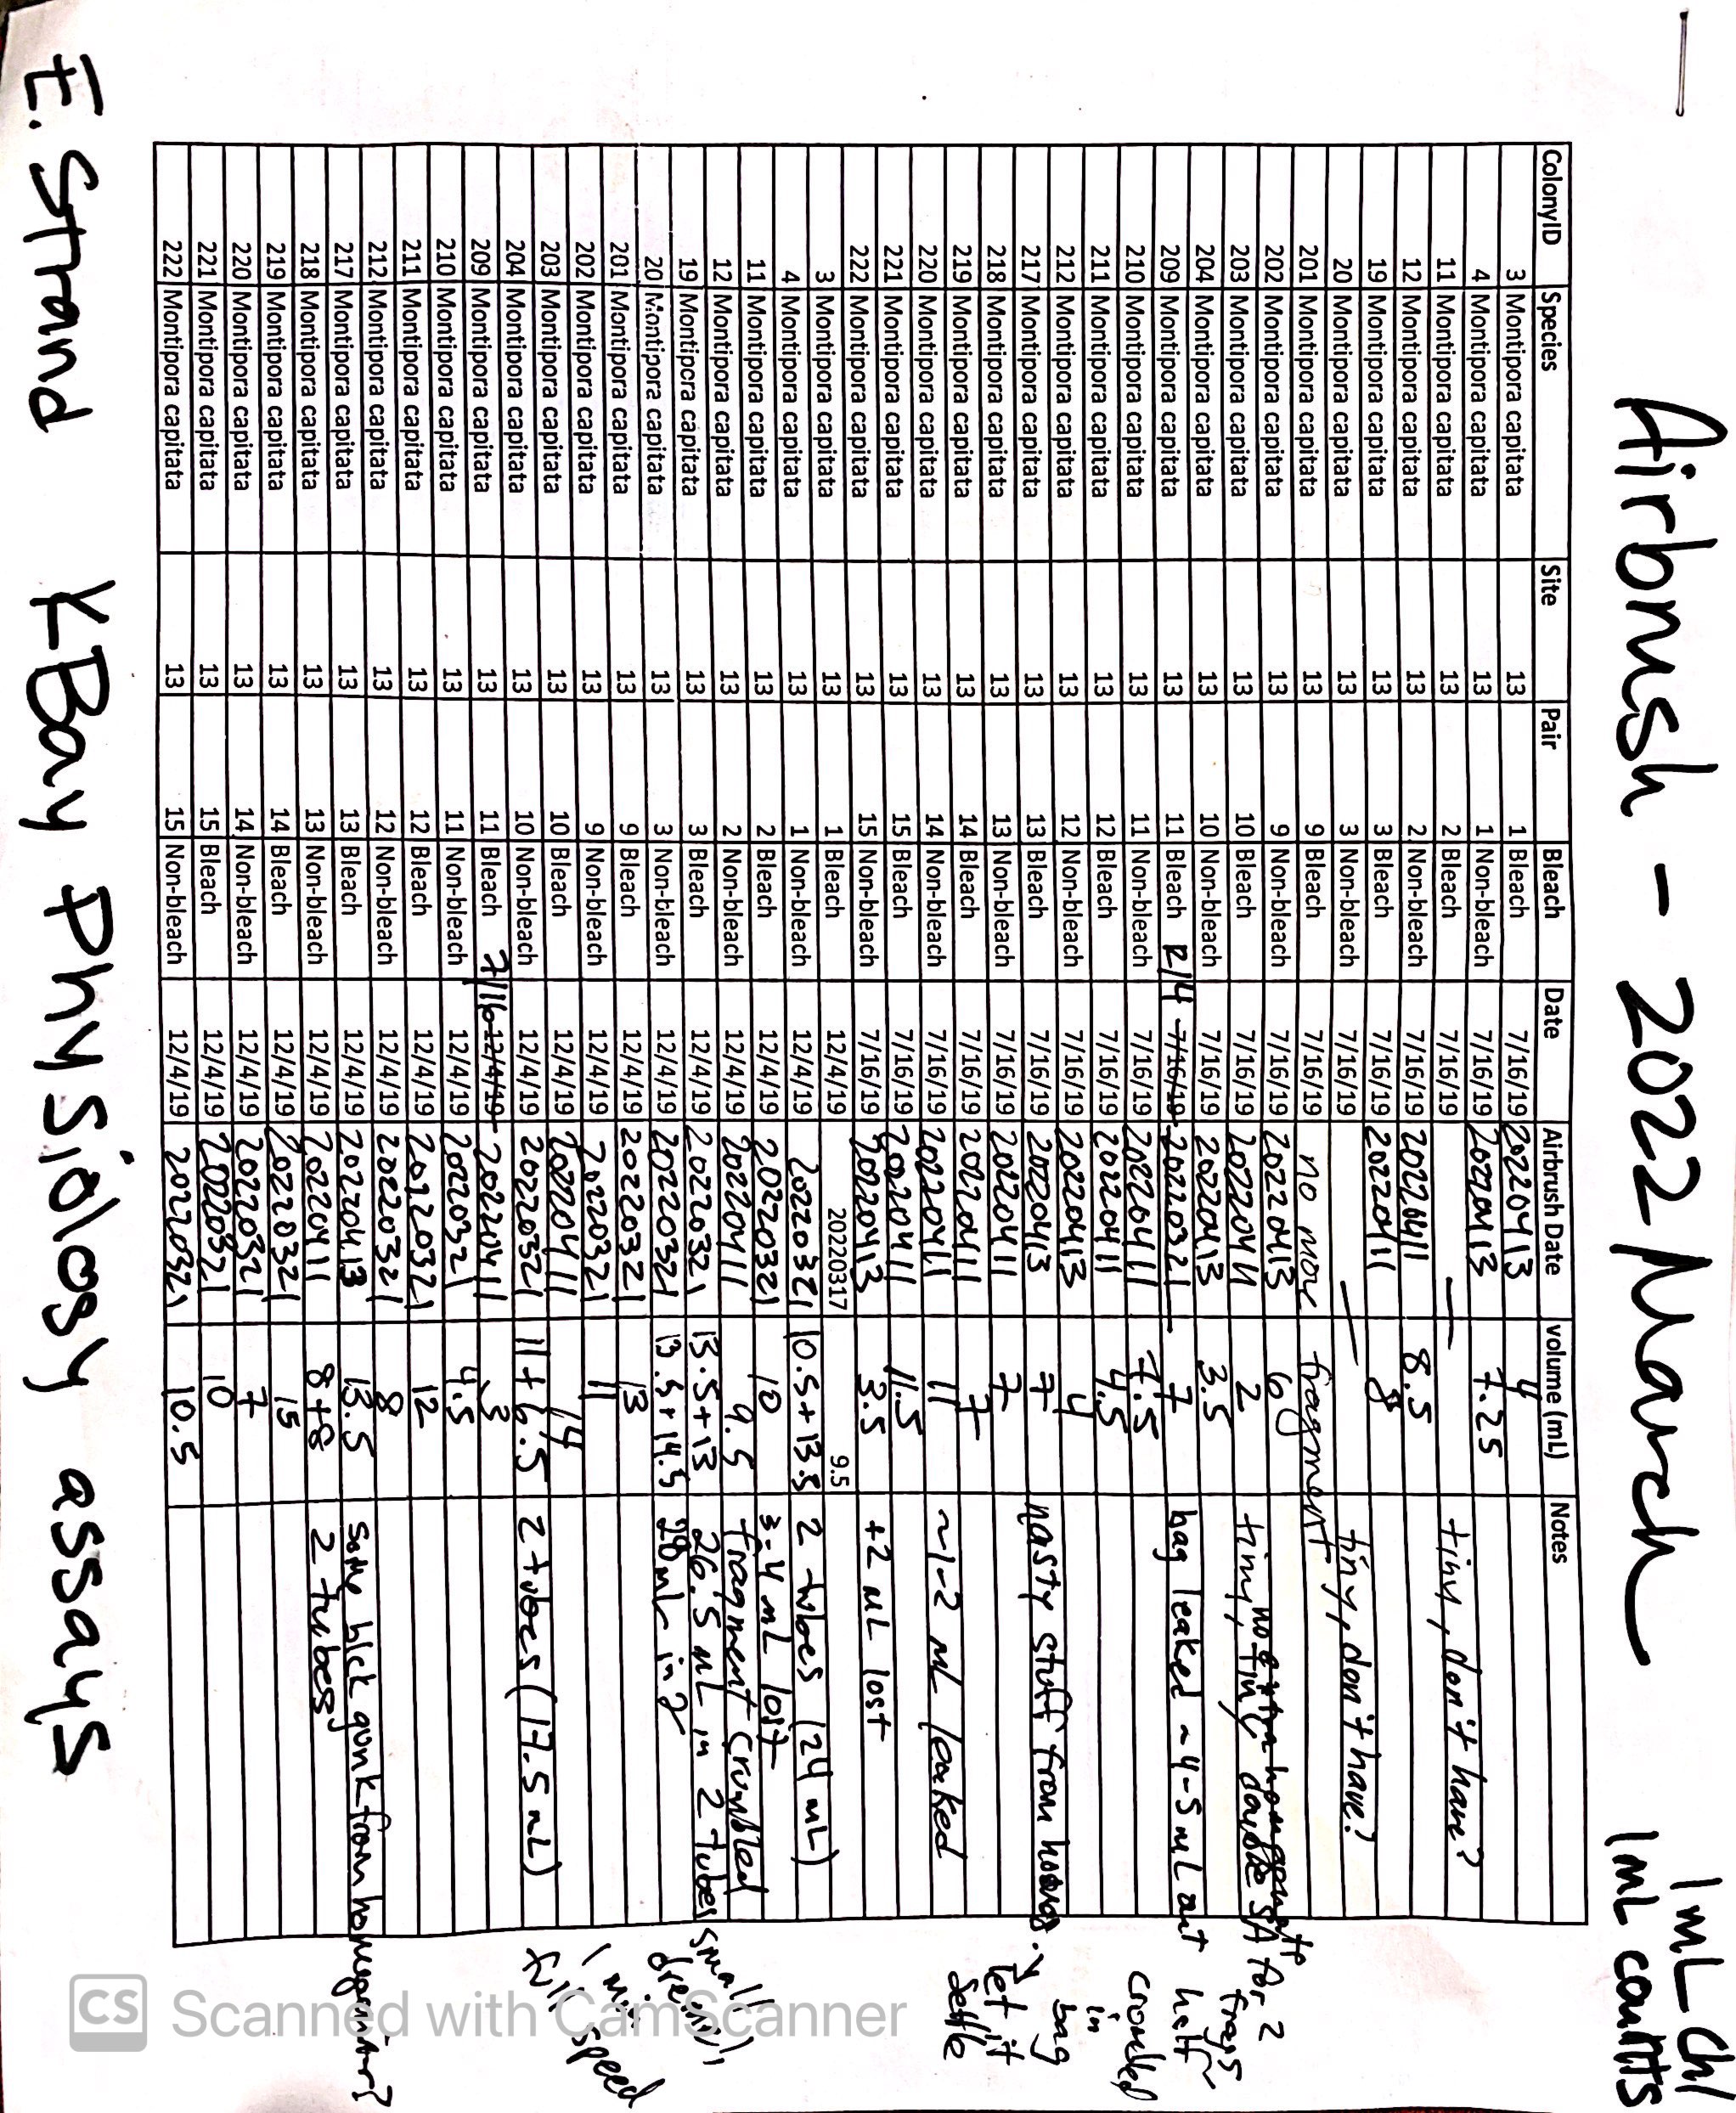 Airbrush - 2022 March
1 mL Chl
1 mL counts
ColonyID Species Site Pair Bleach Date Airbrush Date volume (mL) Notes
3 Montipora capitata 13 1 Bleach 7/16/19 20220413 4
4 Montipora capitata 13 1 Non-bleach 7/16/19 20220413 7.25
11 Montipora capitata 13 2 Bleach 7/16/19 — tiny, don't have?
12 Montipora capitata 13 2 Non-bleach 7/16/19 20220411 8.5
19 Montipora capitata 13 3 Bleach 7/16/19 20220411 8
20 Montipora capitata 13 3 Non-bleach 7/16/19 — tiny, don't have?
201 Montipora capitata 13 9 Bleach 7/16/19 no more fragment
202 Montipora capitata 13 9 Non-bleach 7/16/19 20220413 6 no extra homogenate
203 Montipora capitata 13 10 Bleach 7/16/19 20220411 2 tiny, tiny, double SA for 2 frags
204 Montipora capitata 13 10 Non-bleach 7/16/19 20220413 3.5
209 Montipora capitata 13 11 Bleach 12/4 7/16/19 20220321 7 bag leaked ~4-5 mL out half crumbled in bag
210 Montipora capitata 13 11 Non-bleach 7/16/19 20220411 7.5
211 Montipora capitata 13 12 Bleach 7/16/19 20220411 4.5
212 Montipora capitata 13 12 Non-bleach 7/16/19 20220413 4
217 Montipora capitata 13 13 Bleach 7/16/19 20220413 7 nasty stuff from homog. let it settle
218 Montipora capitata 13 13 Non-bleach 7/16/19 20220411 7
219 Montipora capitata 13 14 Bleach 7/16/19 20220411 7
220 Montipora capitata 13 14 Non-bleach 7/16/19 20220411 11 ~1-2 mL leaked
221 Montipora capitata 13 15 Bleach 7/16/19 20220411 11.5
222 Montipora capitata 13 15 Non-bleach 7/16/19 20220413 3.5 +2 mL lost
3 Montipora capitata 13 1 Bleach 12/4/19 20220317 9.5
4 Montipora capitata 13 1 Non-bleach 12/4/19 20220321 10.5+13.5 2 tubes (24 mL)
11 Montipora capitata 13 2 Bleach 12/4/19 20220321 10 3-4 mL lost
12 Montipora capitata 13 2 Non-bleach 12/4/19 20220411 9.5 fragment crumbled
19 Montipora capitata 13 3 Bleach 12/4/19 20220321 13.5+13 26.5 mL in 2 tubes
20 Montipora capitata 13 3 Non-bleach 12/4/19 20220321 13.5+14.5 28 mL in 2
201 Montipora capitata 13 9 Bleach 12/4/19 20220321 13
202 Montipora capitata 13 9 Non-bleach 12/4/19 20220321 11
203 Montipora capitata 13 10 Bleach 12/4/19 20220411 14
204 Montipora capitata 13 10 Non-bleach 12/4/19 20220321 11+6.5 2 tubes (17.5 mL)
209 Montipora capitata 13 11 Bleach 7/16 12/4/19 20220411 3
210 Montipora capitata 13 11 Non-bleach 12/4/19 20220321 4.5
211 Montipora capitata 13 12 Bleach 12/4/19 20220321 12
212 Montipora capitata 13 12 Non-bleach 12/4/19 20220321 8
217 Montipora capitata 13 13 Bleach 12/4/19 20220413 13.5 some blck gunk from homogenizer?
218 Montipora capitata 13 13 Non-bleach 12/4/19 20220411 8+8 2 tubes
219 Montipora capitata 13 14 Bleach 12/4/19 20220321 15
220 Montipora capitata 13 14 Non-bleach 12/4/19 20220321 7
221 Montipora capitata 13 15 Bleach 12/4/19 20220321 10
222 Montipora capitata 13 15 Non-bleach 12/4/19 20220321 10.5
small
1 min
full speed
E. Strand KBay Physiology assays
CS Scanned with CamScanner